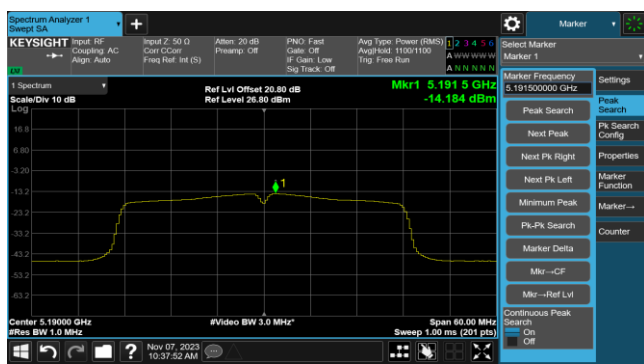 Spectrum Analyzer 1
Swept SA
Marker
KEYSIGHT
Input: RF
Coupling: AC
Align: Auto
Input Z: 50 Ω
Corr CCorr
Freq Ref: Int (S)
Atten: 20 dB
Preamp: Off
PNO: Fast
Gate: Off
IF Gain: Low
Sig Track: Off
Avg Type: Power (RMS)
Avg|Hold: 1100/1100
Trig: Free Run
1 2 3 4 5 6
A W W W W W
A N N N N N
Select Marker
Marker 1
1 Spectrum
Scale/Div 10 dB
Log
Ref Lvl Offset 20.80 dB
Ref Level 26.80 dBm
Mkr1 5.191 5 GHz
-14.184 dBm
16.8
6.80
-3.20
-13.2
-23.2
-33.2
-43.2
-53.2
-63.2
1
Center 5.19000 GHz
#Res BW 1.0 MHz
#Video BW 3.0 MHz*
Span 60.00 MHz
Sweep 1.00 ms (201 pts)
Marker Frequency
5.191500000 GHz
Peak Search
Next Peak
Next Pk Right
Next Pk Left
Minimum Peak
Pk-Pk Search
Marker Delta
Mkr→CF
Mkr→Ref Lvl
Continuous Peak
Search
On
Off
Settings
Peak
Search
Pk Search
Config
Properties
Marker
Function
Marker→
Counter
Nov 07, 2023
10:37:52 AM